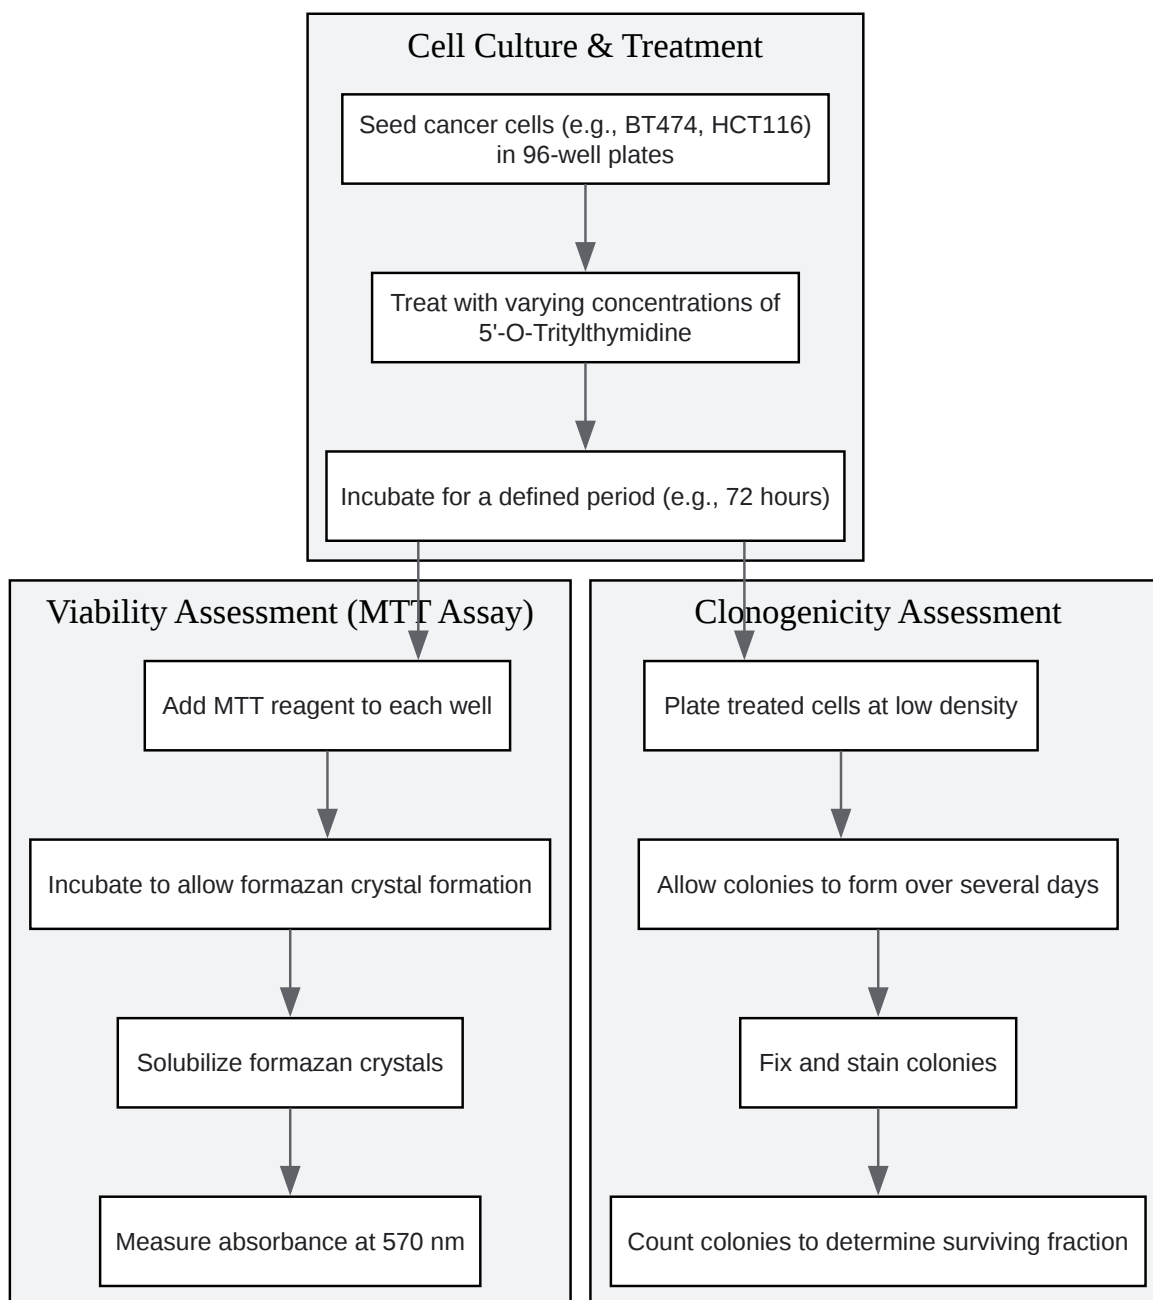 Cell Culture & Treatment
Seed cancer cells (e.g., BT474, HCT116)
in 96-well plates
Treat with varying concentrations of
5'-O-Tritylthymidine
Incubate for a defined period (e.g., 72 hours)
Viability Assessment (MTT Assay)
Add MTT reagent to each well
Incubate to allow formazan crystal formation
Solubilize formazan crystals
Measure absorbance at 570 nm
Clonogenicity Assessment
Plate treated cells at low density
Allow colonies to form over several days
Fix and stain colonies
Count colonies to determine surviving fraction